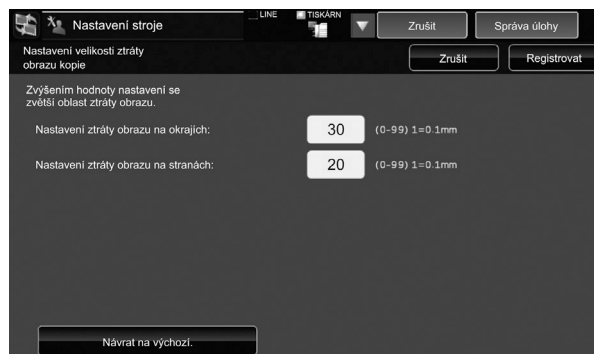 Nastavení stroje
LINE
TISKÁRN
Zrušit
Správa úlohy
Nastavení velikosti ztráty
obrazu kopie
Zrušit
Registrovat
Zvýšením hodnoty nastavení se
zvětší oblast ztráty obrazu.
Nastavení ztráty obrazu na okrajích:
30
(0-99) 1=0.1mm
Nastavení ztráty obrazu na stranách:
20
(0-99) 1=0.1mm
Návrat na výchozí.